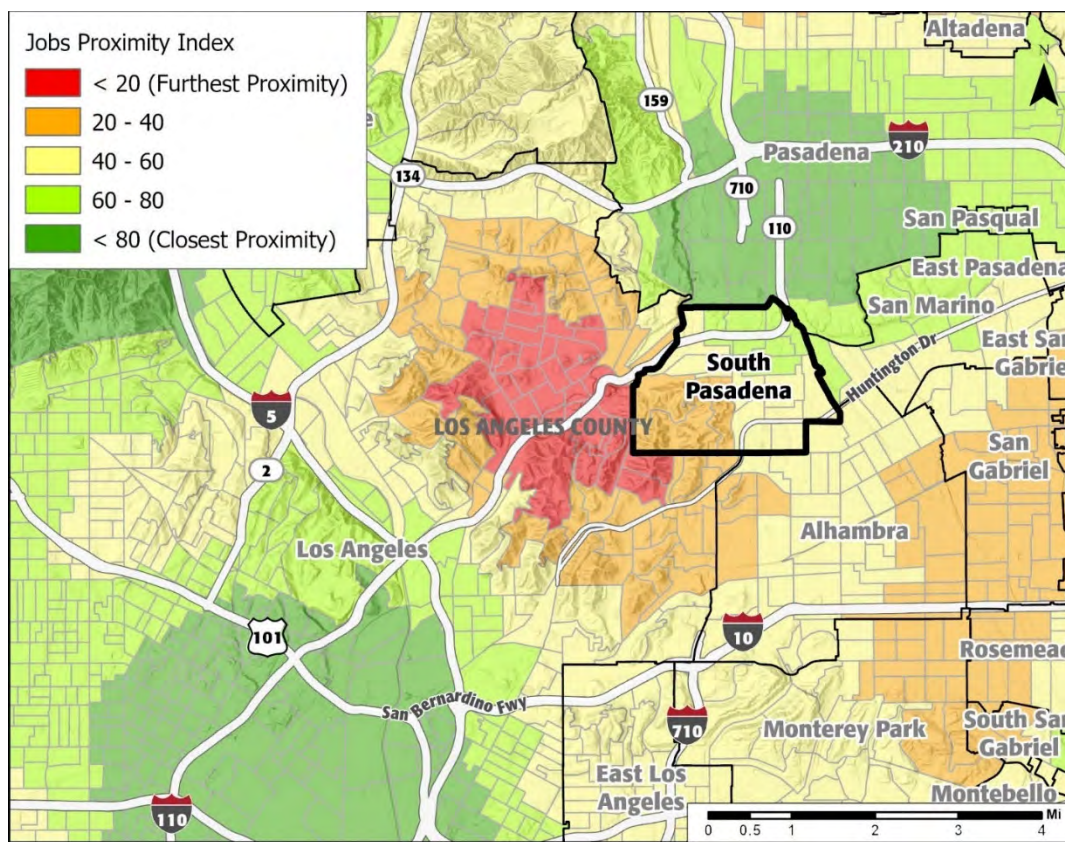 Jobs Proximity Index
< 20 (Furthest Proximity)
20 - 40
40 - 60
60 - 80
< 80 (Closest Proximity)
e
Altadena
N
159
Pasadena
210
134
710
110
San Pasqual
East Pasadena
San Marino
South
Pasadena
Huntington Dr
East San
Gabriel
5
LOS ANGELES COUNTY
2
San
Gabriel
Los Angeles
Alhambra
101
10
Rosemead
San Bernardino Fwy
710
Monterey Park
South San
Gabriel
East Los
Angeles
Montebello
110
Mi
0 0.5 1 2 3 4